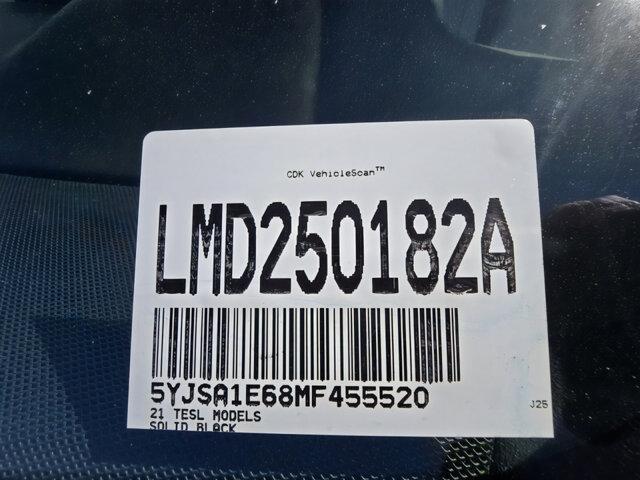 CDK VehicleScan™
LMD250182A
5YJSA1E68MF455520
21 TESL MODELS
SOLID BLACK
J25